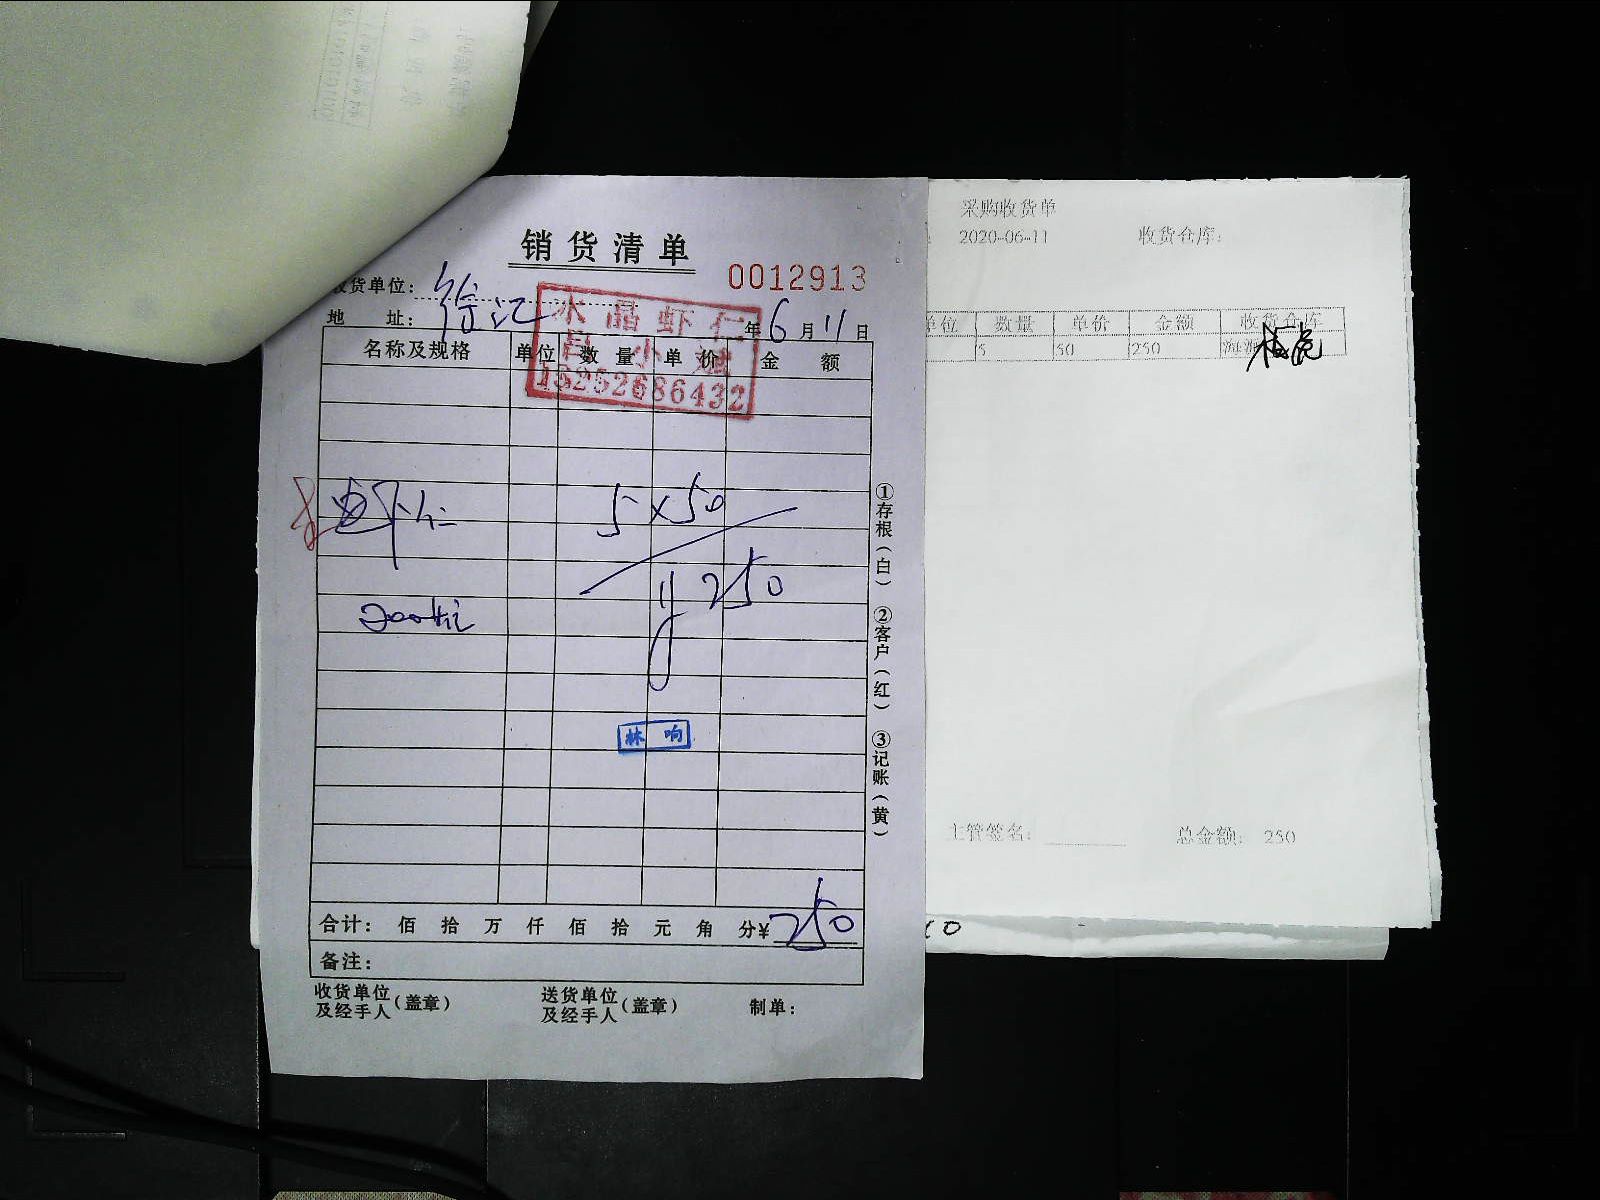 销货清单
0012913
收货单位：徐记
地 址：
年6月11日
水晶虾仁
15252686432
名称及规格 单位 数量 单价 金额
虾仁 5×50
250
林响
合计： 佰 拾 万 仟 佰 拾 元 角 分¥250
备注：
收货单位及经手人（盖章） 送货单位及经手人（盖章） 制单：
①存根（白） ②客户（红） ③记账（黄）
采购收货单
2020-06-11 收货仓库：
单位 数量 单价 金额 收货仓库
5 50 250
主管签名： 总金额： 250